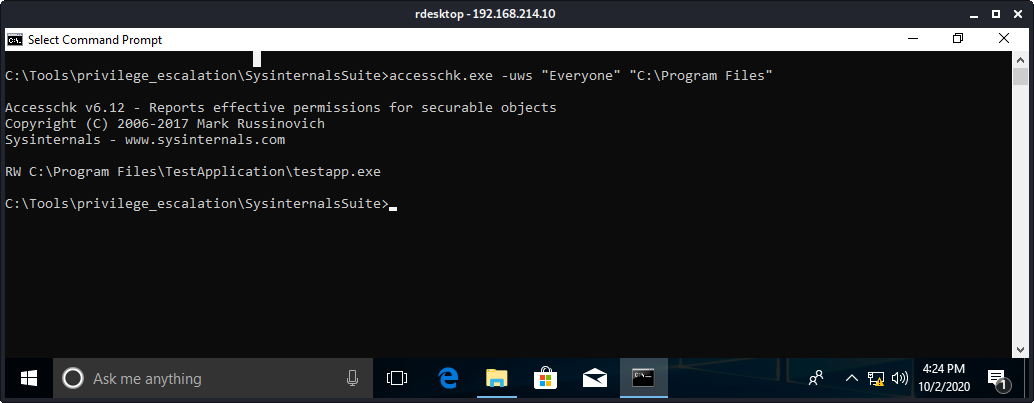 rdesktop - 192.168.214.10
Select Command Prompt
C:\Tools\privilege_escalation\SysinternalsSuite>accesschk.exe -uws "Everyone" "C:\Program Files"
Accesschk v6.12 - Reports effective permissions for securable objects
Copyright (C) 2006-2017 Mark Russinovich
Sysinternals - www.sysinternals.com
RW C:\Program Files\TestApplication\testapp.exe
C:\Tools\privilege_escalation\SysinternalsSuite>
Ask me anything
4:24 PM
10/2/2020
1